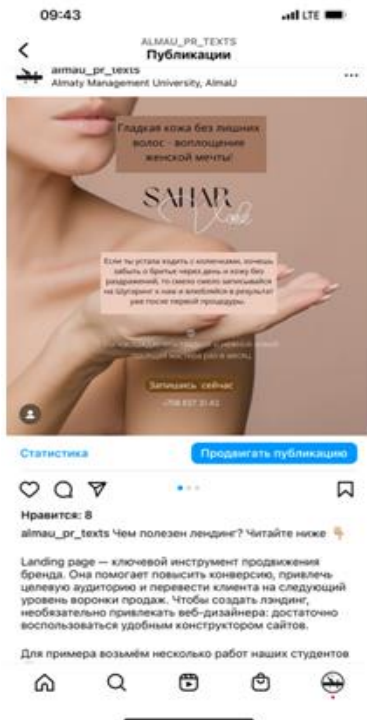 09:43
LTE
ALMAU_PR_TEXTS
Публикации
almau_pr_texts
Almaty Management University, AlmaU
Гладкая кожа без лишних
волос - воплощение
женской мечты!
SAHAR
Если ты устала ходить с колючками, хочешь
забыть о бритье через день и кожу без
раздражений, то смело смело записывайся
на Шугаринг к нам и влюбляйся в результат
уже после первой процедуры.
Запишись сейчас
Статистика
Продвигать публикацию
Нравится: 8
almau_pr_texts Чем полезен лендинг? Читайте ниже 👇🏼
Landing page — ключевой инструмент продвижения
бренда. Она помогает повысить конверсию, привлечь
целевую аудиторию и перевести клиента на следующий
уровень воронки продаж. Чтобы создать лэндинг,
необязательно привлекать веб-дизайнера: достаточно
воспользоваться удобным конструктором сайтов.
Для примера возьмём несколько работ наших студентов